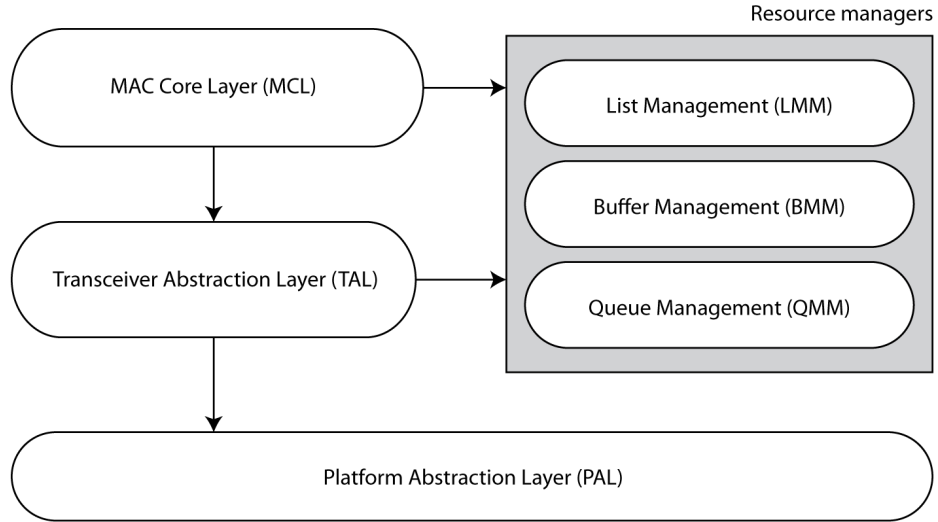 Resource managers
MAC Core Layer (MCL)
List Management (LMM)
Buffer Management (BMM)
Transceiver Abstraction Layer (TAL)
Queue Management (QMM)
Platform Abstraction Layer (PAL)